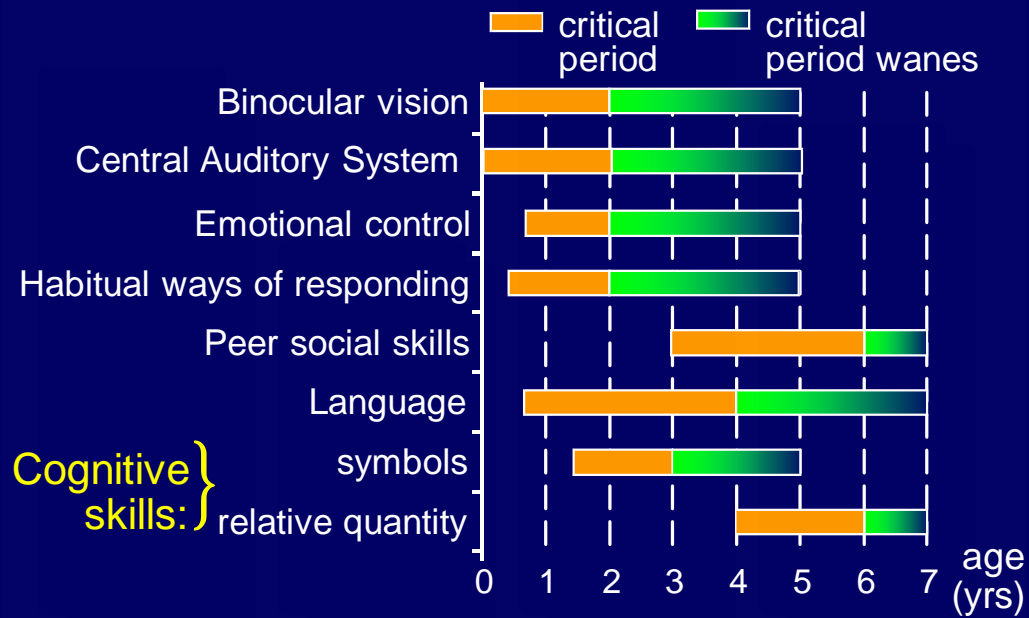 critical
period
critical
period wanes
Binocular vision
Central Auditory System
Emotional control
Habitual ways of responding
Peer social skills
Language
Cognitive
skills:
symbols
relative quantity
0 1 2 3 4 5 6 7
age
(yrs)